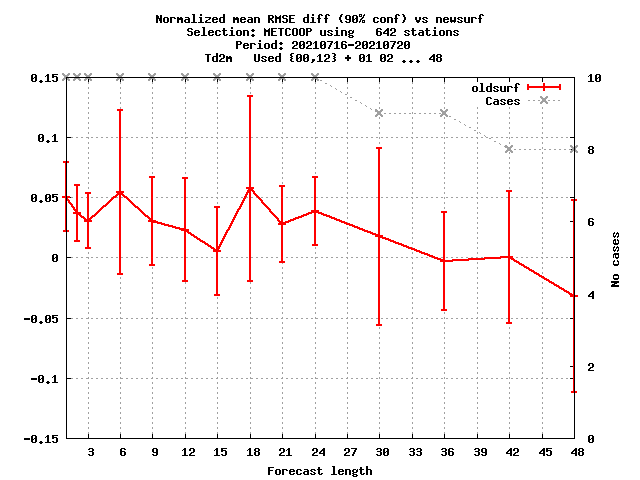 Normalized mean RMSE diff (90% conf) vs newsurf
Selection: METCOOP using   642 stations
Period: 20210716-20210720
Td2m   Used {00,12} + 01 02 ... 48
0.15
0.1
0.05
0
-0.05
-0.1
-0.15
10
8
6
4
2
0
oldsurf
Cases
No cases
3 6 9 12 15 18 21 24 27 30 33 36 39 42 45 48
Forecast length